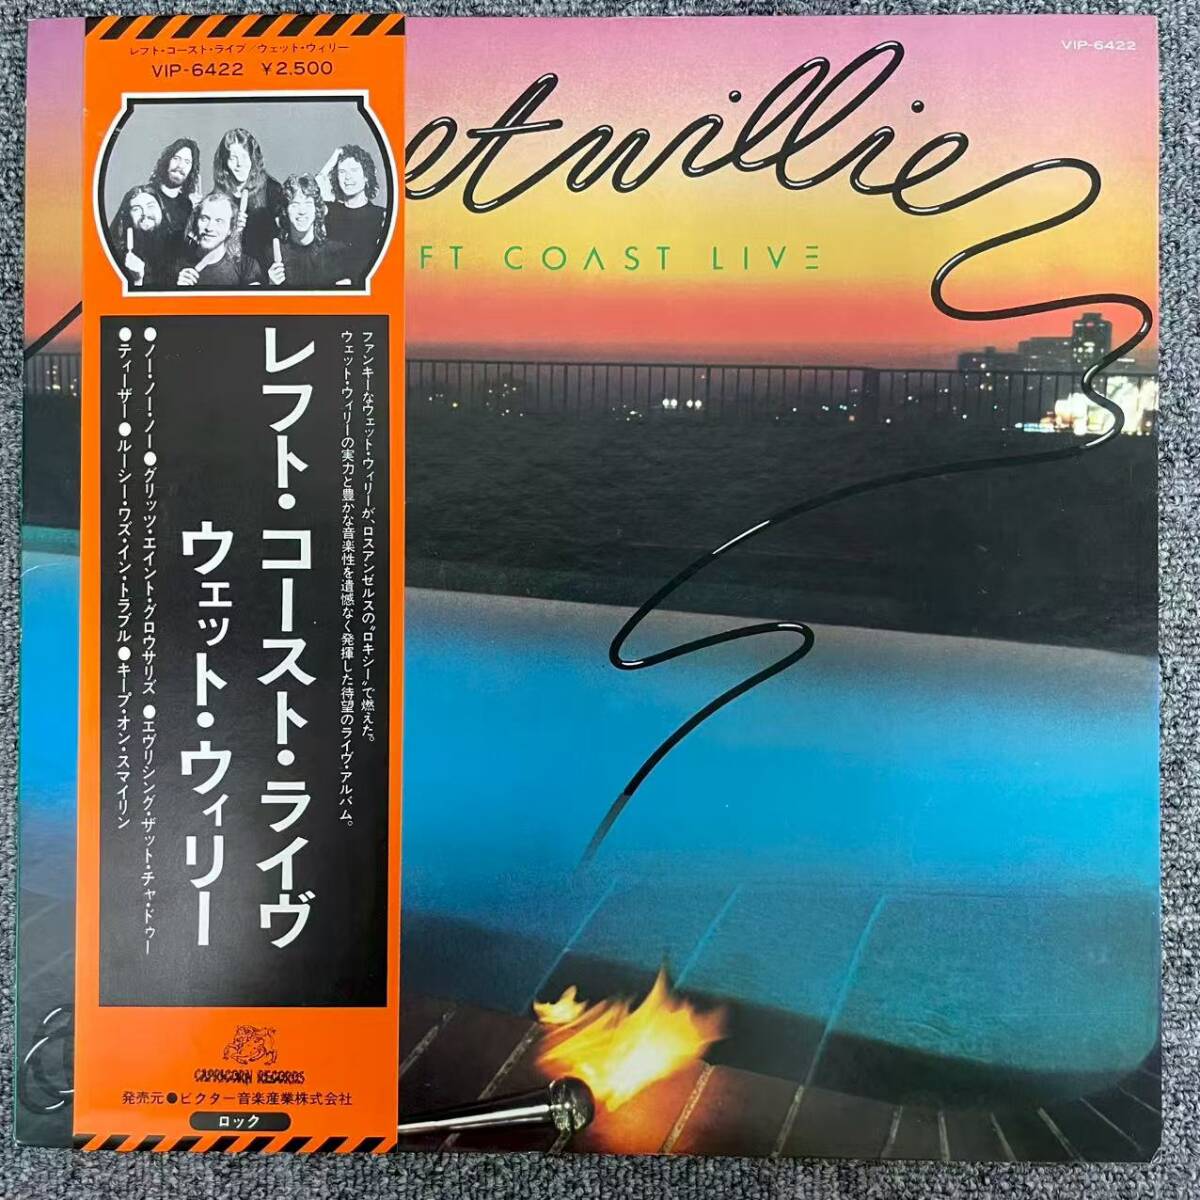 レフト・コースト・ライブ/ウェット・ウィリー
VIP-6422 ￥2,500
ファンキーなウェット・ウィリーが、ロスアンゼルスの“ロキシー”で燃えた。
ウェット・ウィリーの実力と豊かな音楽性を遺憾なく発揮した待望のライヴ・アルバム。
レフト・コースト・ライヴ
ウェット・ウィリー
●ノー・ノー・ノー●グリッツ・エイント・グロウサリズ●エヴリシング・ザット・チャ・ドゥー
●ティーザー●ルーシー・ワズ・イン・トラブル●キープ・オン・スマイリン
CAPRICORN RECORDS
発売元●ビクター音楽産業株式会社
ロック
VIP-6422
etwillie
FT COAST LIVE